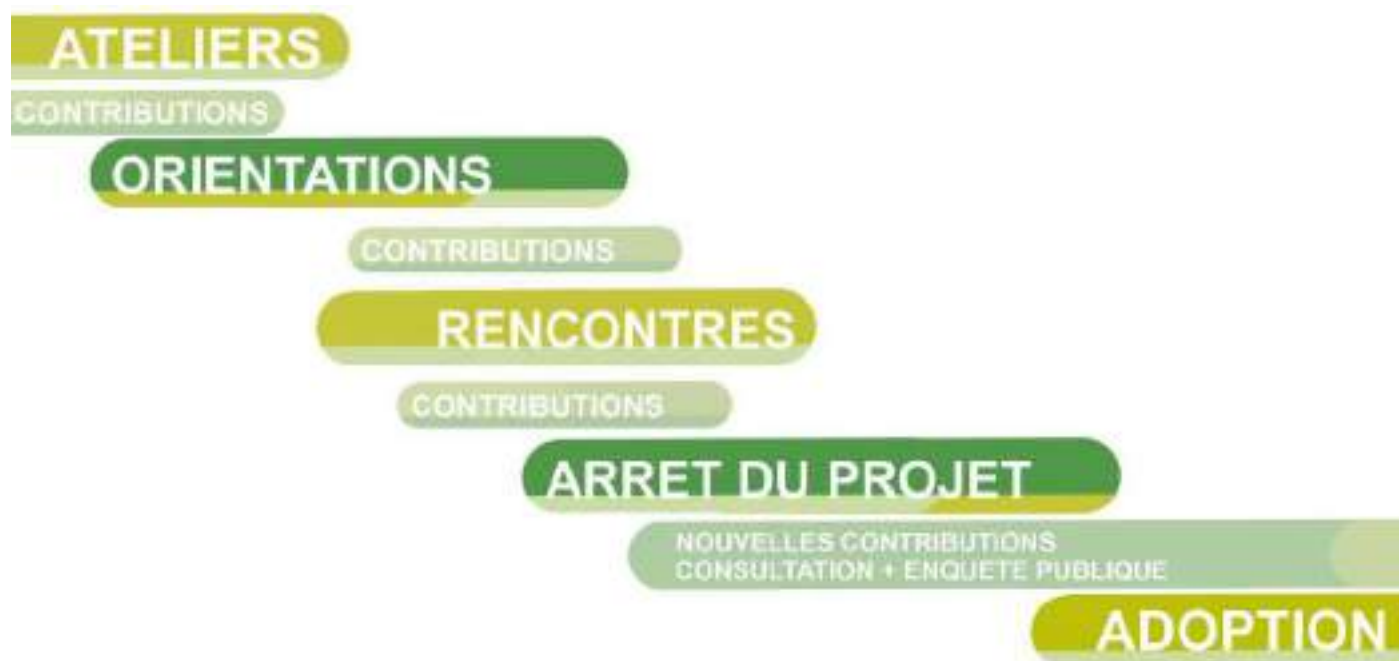 ATELIERS
CONTRIBUTIONS
ORIENTATIONS
CONTRIBUTIONS
RENCONTRES
CONTRIBUTIONS
ARRET DU PROJET
NOUVELLES CONTRIBUTIONS
CONSULTATION + ENQUETE PUBLIQUE
ADOPTION